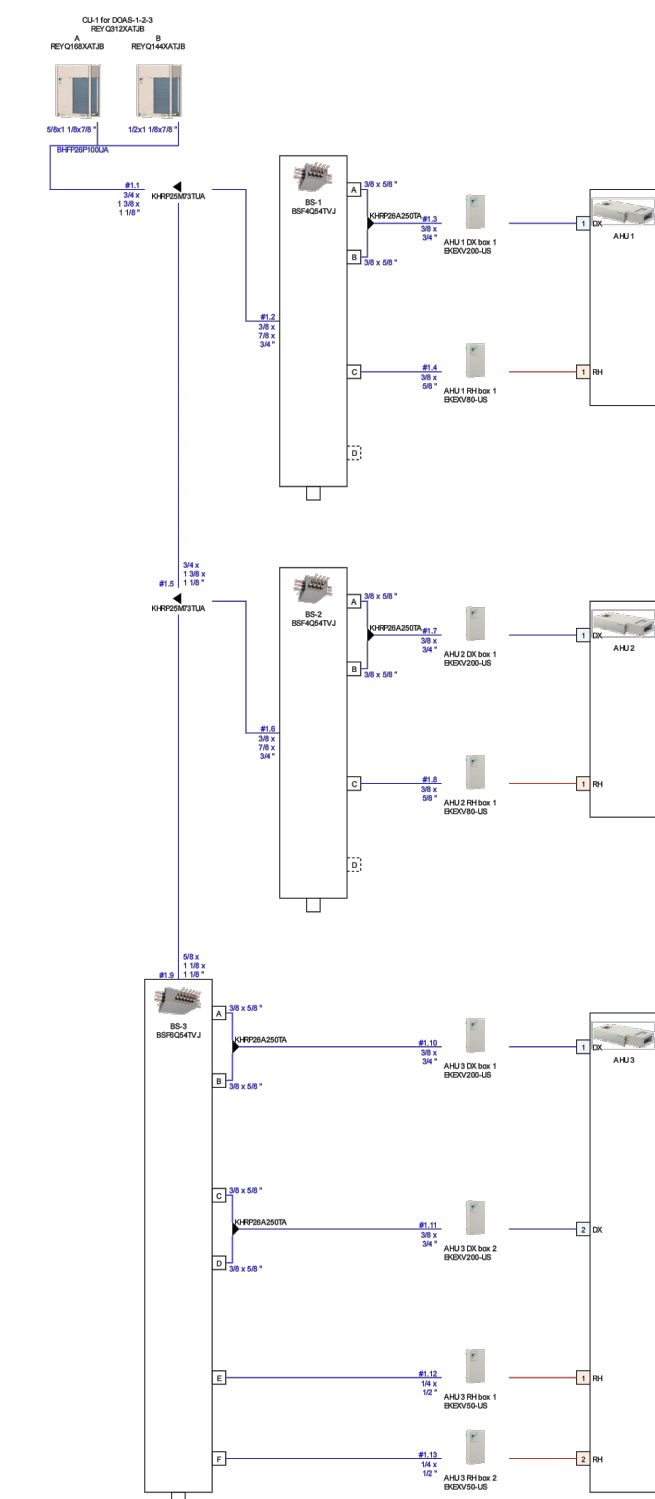 CU-1 for DOAS-1-2-3
REYQ312XATJB
A
REYQ168XATJB
B
REYQ144XATJB
5/8x1 1/8x7/8 "
1/2x1 1/8x7/8 "
BHFP26P100UA
#1.1
3/4 x
1 3/8 x
1 1/8 "
KHRP25M73TUA
#1.2
3/8 x
7/8 x
3/4 "
BS-1
BSF4Q54TVJ
A
3/8 x 5/8 "
KHRP26A250TA
B
3/8 x 5/8 "
#1.3
3/8 x
3/4 "
AHU 1 DX box 1
EKEXV200-US
1
DX
AHU 1
C
#1.4
3/8 x
5/8 "
AHU 1 RH box 1
EKEXV80-US
1
RH
D
#1.5
3/4 x
1 3/8 x
1 1/8 "
KHRP25M73TUA
#1.6
3/8 x
7/8 x
3/4 "
BS-2
BSF4Q54TVJ
A
3/8 x 5/8 "
KHRP26A250TA
B
3/8 x 5/8 "
#1.7
3/8 x
3/4 "
AHU 2 DX box 1
EKEXV200-US
1
DX
AHU 2
C
#1.8
3/8 x
5/8 "
AHU 2 RH box 1
EKEXV80-US
1
RH
D
#1.9
5/8 x
1 1/8 x
1 1/8 "
BS-3
BSF6Q54TVJ
A
3/8 x 5/8 "
KHRP26A250TA
B
3/8 x 5/8 "
#1.10
3/8 x
3/4 "
AHU 3 DX box 1
EKEXV200-US
1
DX
AHU 3
C
3/8 x 5/8 "
KHRP26A250TA
D
3/8 x 5/8 "
#1.11
3/8 x
3/4 "
AHU 3 DX box 2
EKEXV200-US
2
DX
E
#1.12
1/4 x
1/2 "
AHU 3 RH box 1
EKEXV50-US
1
RH
F
#1.13
1/4 x
1/2 "
AHU 3 RH box 2
EKEXV50-US
2
RH